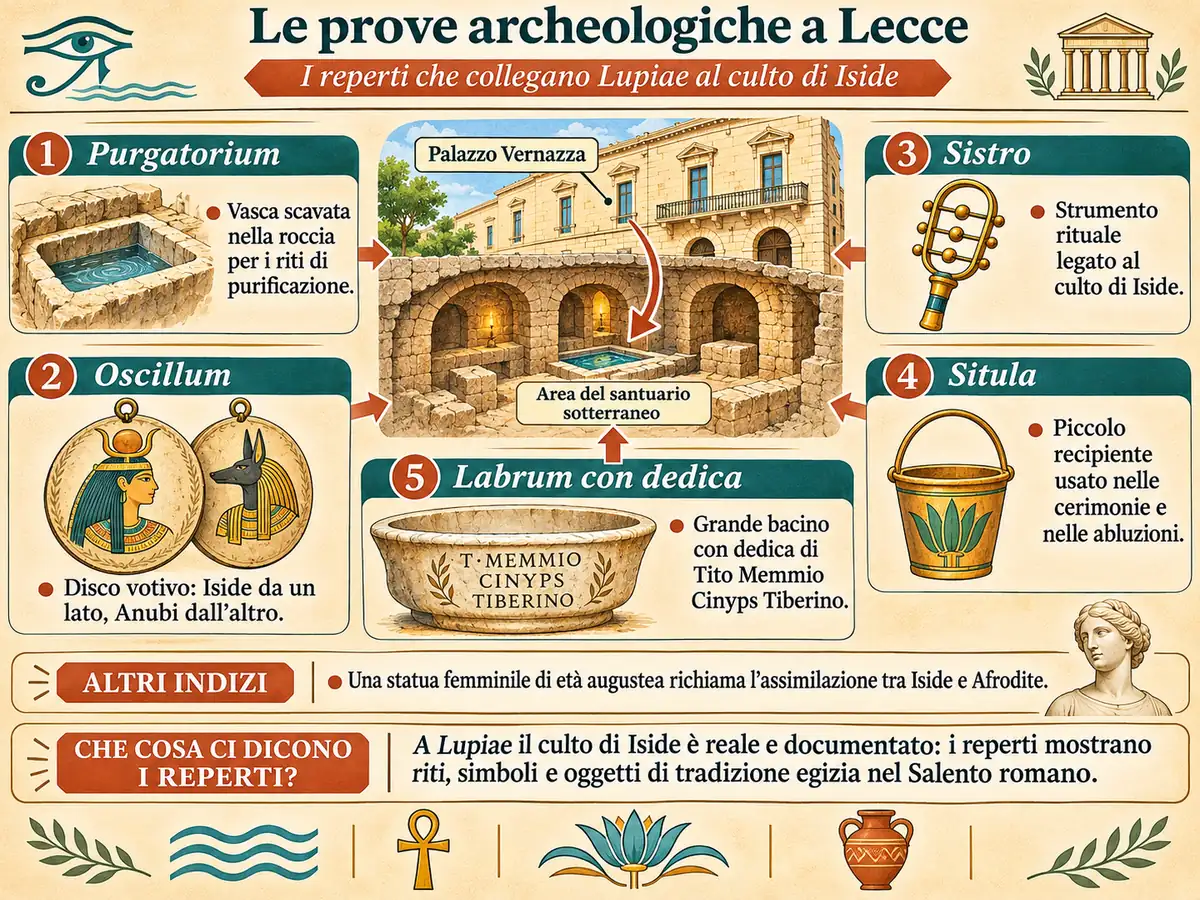 Le prove archeologiche a Lecce
I reperti che collegano Lupiae al culto di Iside
1 Purgatorium
• Vasca scavata
nella roccia
per i riti di
purificazione.
2 Oscillum
• Disco votivo: Iside da un
lato, Anubi dall'altro.
Palazzo Vernazza
Area del santuario
sotterraneo
3 Sistro
• Strumento
rituale
legato al
culto di Iside.
4 Situla
• Piccolo
recipiente
usato nelle
cerimonie e
nelle abluzioni.
5 Labrum con dedica
T·MEMMIO
CINYPS
TIBERINO
• Grande bacino
con dedica di
Tito Memmio
Cinyps Tiberino.
ALTRI INDIZI
• Una statua femminile di età augustea richiama l'assimilazione tra Iside e Afrodite.
CHE COSA CI DICONO
I REPERTI?
A Lupiae il culto di Iside è reale e documentato: i reperti mostrano
riti, simboli e oggetti di tradizione egizia nel Salento romano.